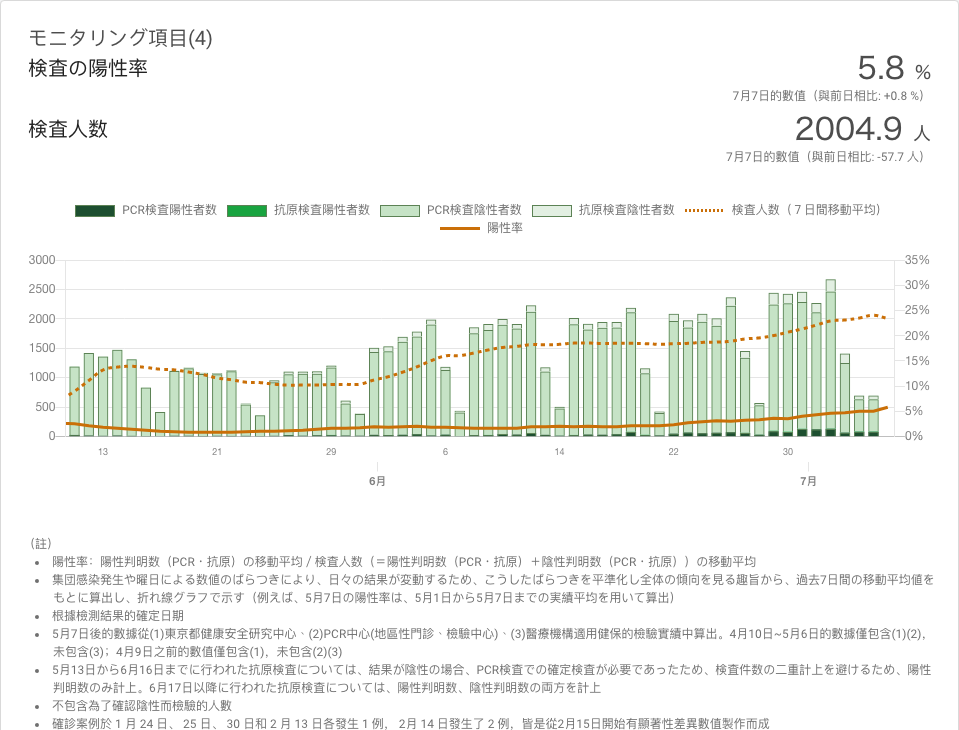 モニタリング項目(4)
検査の陽性率
5.8 %
7月7日的數值（與前日相比: +0.8 %）
検査人数
2004.9 人
7月7日的數值（與前日相比: -57.7 人）
PCR検査陽性者数 抗原検査陽性者数 PCR検査陰性者数 抗原検査陰性者数 検査人数（７日間移動平均）
陽性率
3000 35%
2500 30%
25%
2000 20%
1500 15%
1000 10%
500 5%
0 0%
13 21 29 6 14 22 30
6月 7月
（註）
陽性率：陽性判明数（PCR・抗原）の移動平均 / 検査人数（＝陽性判明数（PCR・抗原）＋陰性判明数（PCR・抗原））の移動平均
集団感染発生や曜日による数値のばらつきにより、日々の結果が変動するため、こうしたばらつきを平準化し全体の傾向を見る趣旨から、過去7日間の移動平均値を
もとに算出し、折れ線グラフで示す（例えば、5月7日の陽性率は、5月1日から5月7日までの実績平均を用いて算出）
根據檢測結果的確定日期
5月7日後的數據從(1)東京都健康安全研究中心、(2)PCR中心(地區性門診、檢驗中心)、(3)醫療機構適用健保的檢驗實績中算出。4月10日~5月6日的數據僅包含(1)(2)，
未包含(3)；4月9日之前的數值僅包含(1)，未包含(2)(3)
5月13日から6月16日までに行われた抗原検査については、結果が陰性の場合、PCR検査での確定検査が必要であったため、検査件数の二重計上を避けるため、陽性
判明数のみ計上。6月17日以降に行われた抗原検査については、陽性判明数、陰性判明数の両方を計上
不包含為了確認陰性而檢驗的人數
確診案例於 1 月 24 日、 25 日、 30 日和 2 月 13 日各發生 1 例， 2月 14 日發生了 2 例，皆是從2月15日開始有顯著性差異數值製作而成